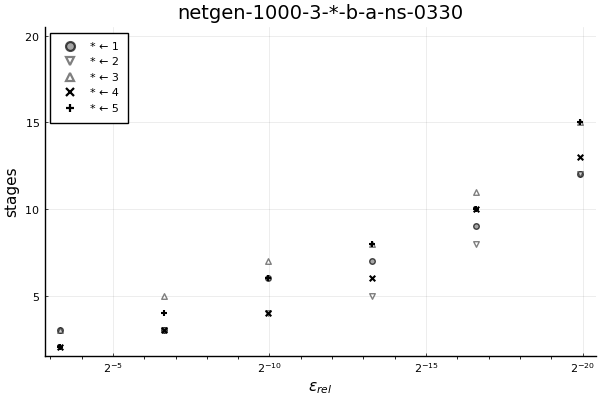 netgen-1000-3-*-b-a-ns-0330
* ← 1
* ← 2
* ← 3
* ← 4
* ← 5
20
15
10
5
stages
2⁻⁵
2⁻¹⁰
2⁻¹⁵
2⁻²⁰
ε_rel